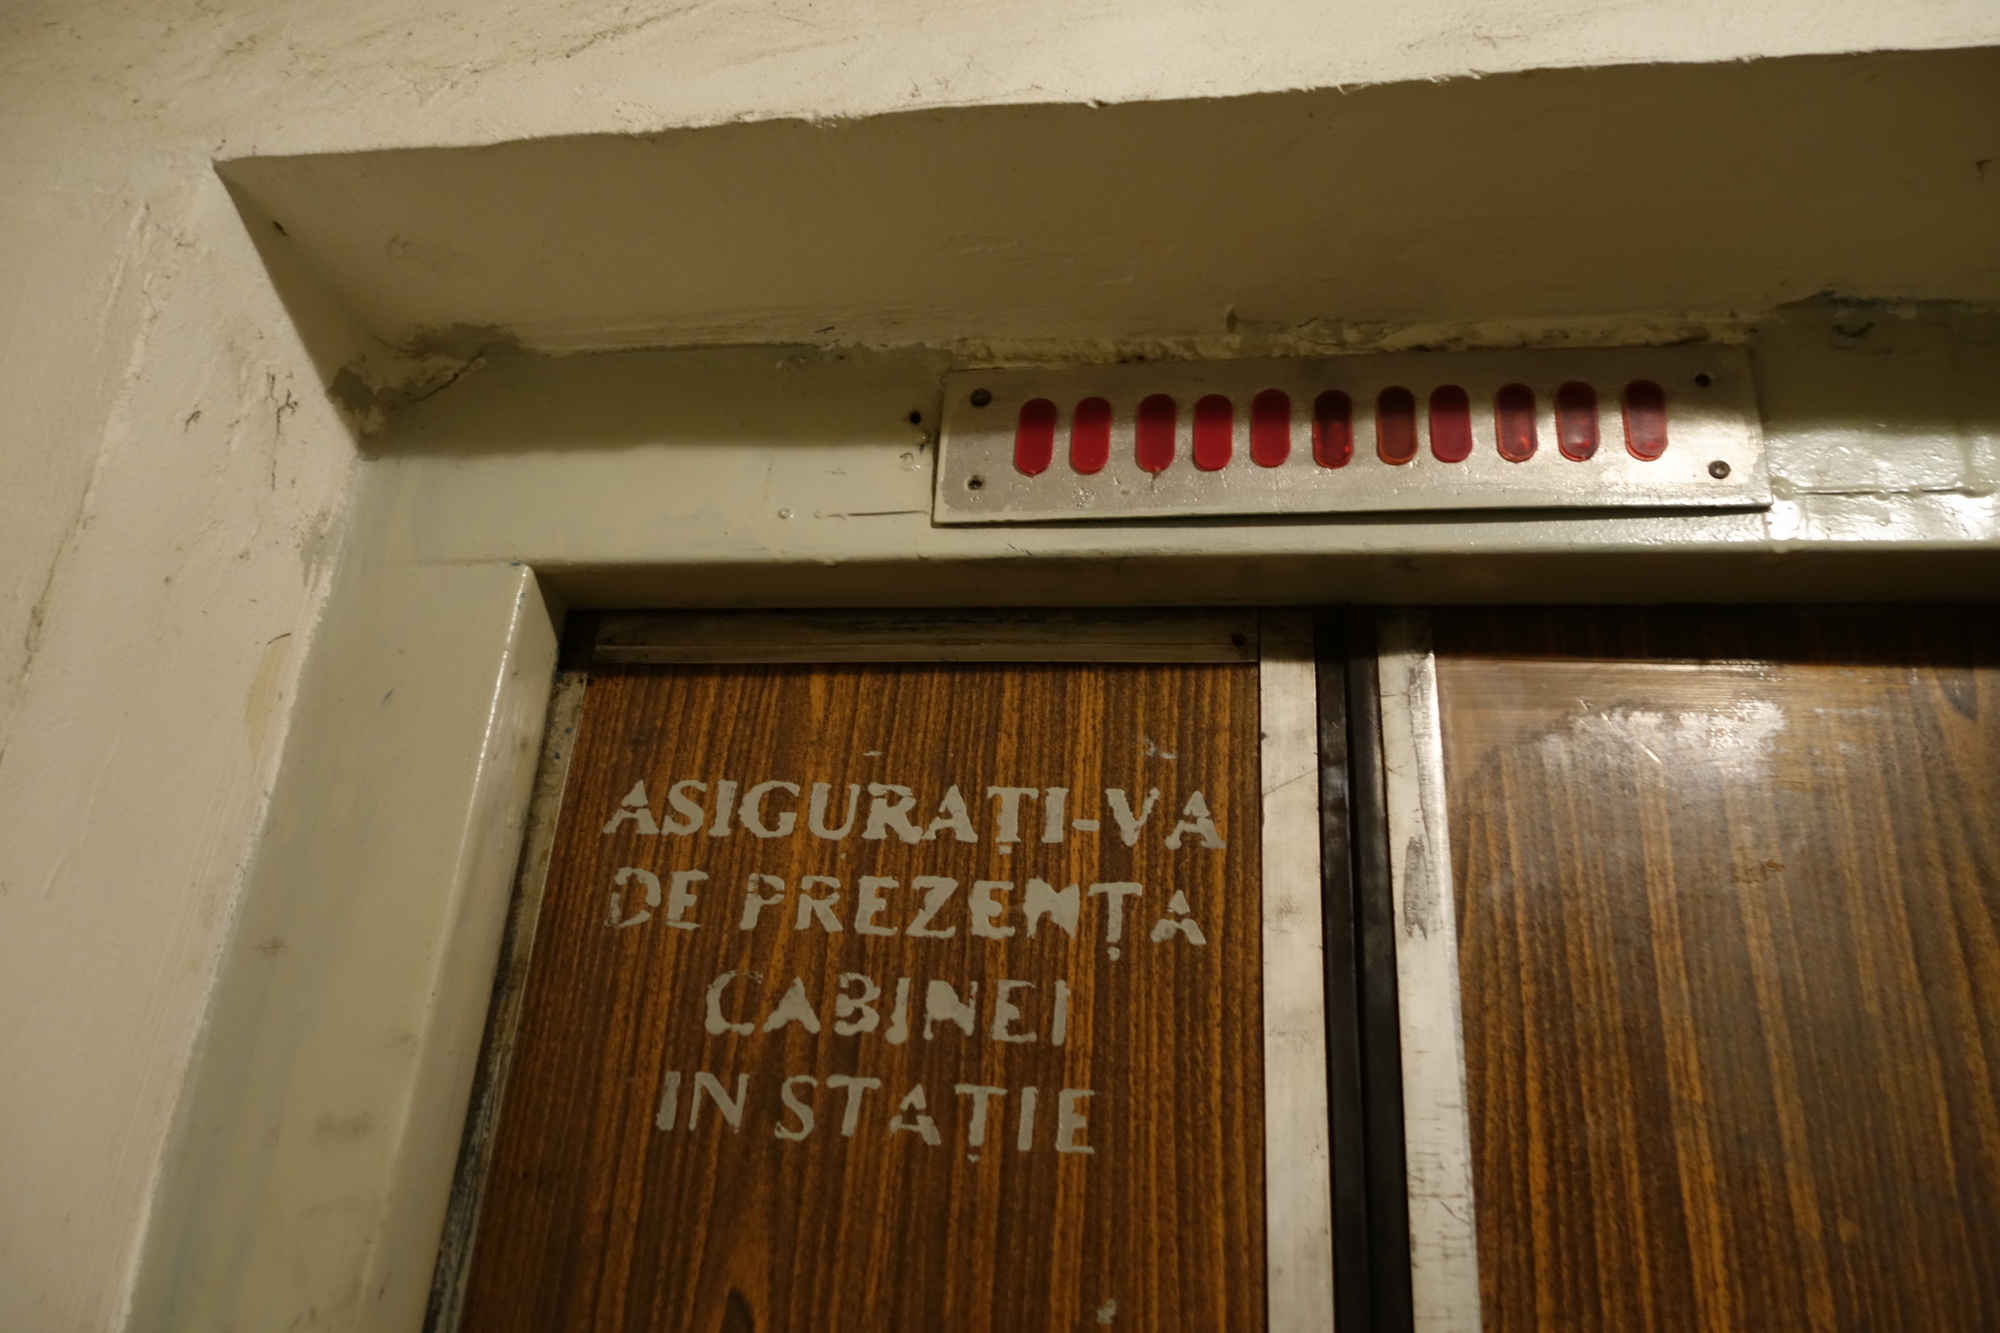 ASIGURAȚI-VA
DE PREZENȚA
CABINEI
IN STAȚIE